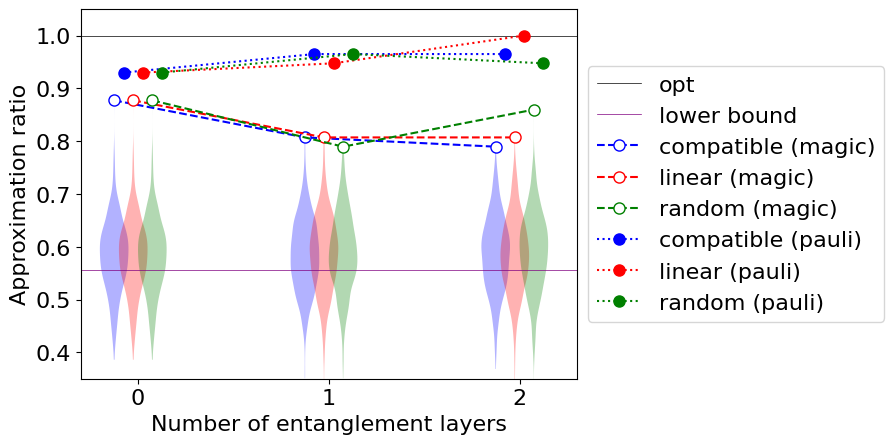 Approximation ratio
1.0
0.9
0.8
0.7
0.6
0.5
0.4
0 1 2
Number of entanglement layers
opt
lower bound
compatible (magic)
linear (magic)
random (magic)
compatible (pauli)
linear (pauli)
random (pauli)